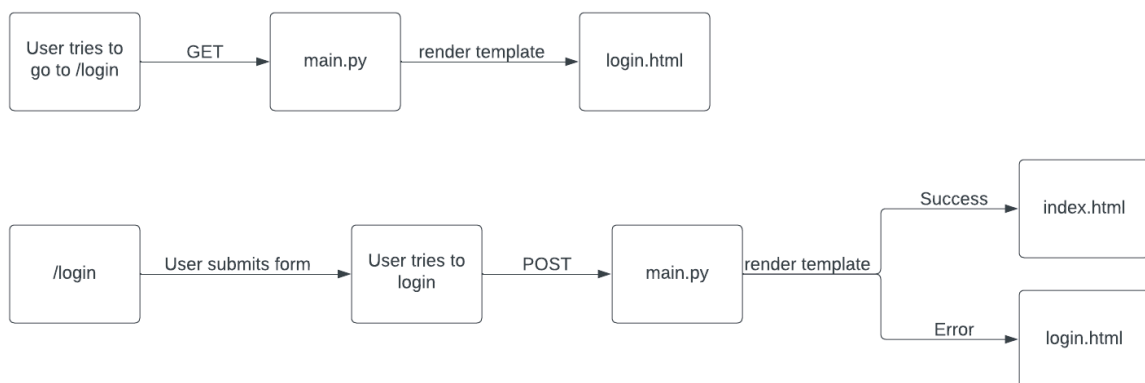 User tries to
go to /login
GET
main.py
render template
login.html
/login
User submits form
User tries to
login
POST
main.py
render template
Success
index.html
Error
login.html